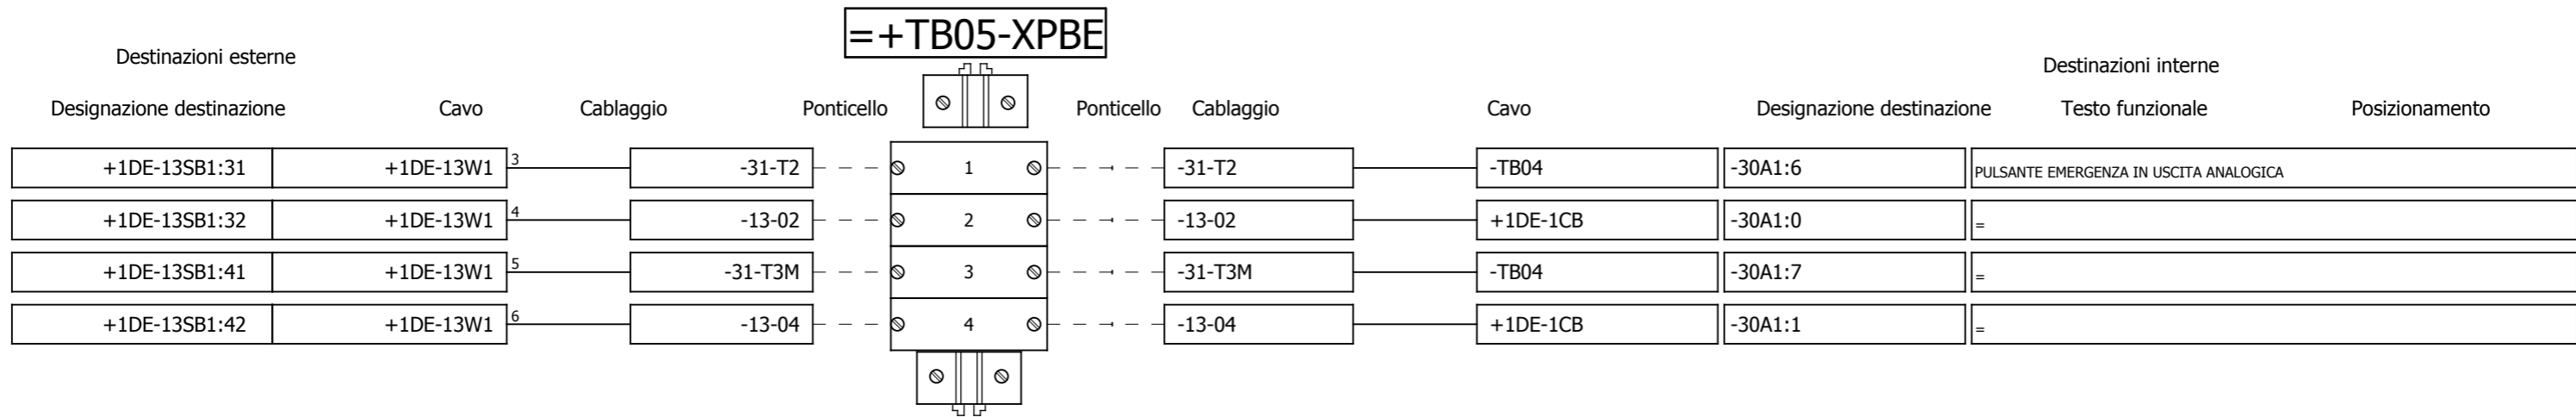 =+TB05-XPBE
Destinazioni esterne
Destinazioni interne
Designazione destinazione Cavo Cablaggio Ponticello Ponticello Cablaggio Cavo Designazione destinazione Testo funzionale Posizionamento
+1DE-13SB1:31 +1DE-13W1 3 -31-T2 1 -31-T2 -TB04 -30A1:6 PULSANTE EMERGENZA IN USCITA ANALOGICA
+1DE-13SB1:32 +1DE-13W1 4 -13-02 2 -13-02 +1DE-1CB -30A1:0 =
+1DE-13SB1:41 +1DE-13W1 5 -31-T3M 3 -31-T3M -TB04 -30A1:7 =
+1DE-13SB1:42 +1DE-13W1 6 -13-04 4 -13-04 +1DE-1CB -30A1:1 =